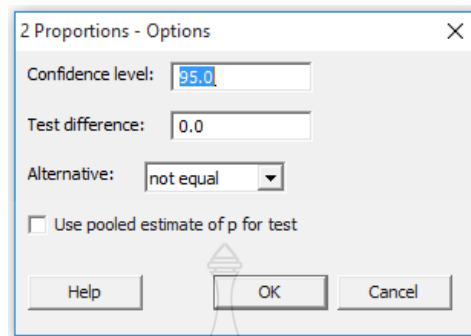 2 Proportions - Options
Confidence level: 95.0
Test difference: 0.0
Alternative: not equal
Use pooled estimate of p for test
Help OK Cancel